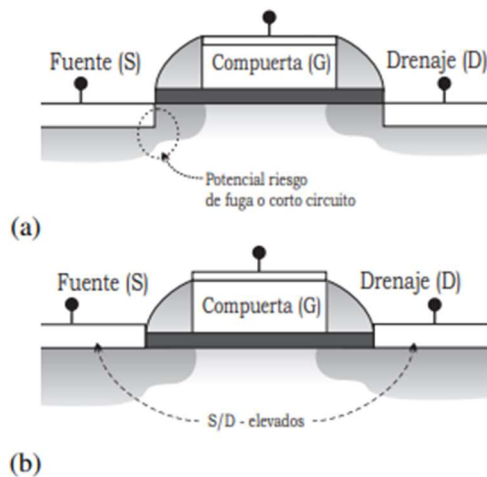 Fuente (S)
Compuerta (G)
Drenaje (D)
Potencial riesgo
de fuga o corto circuito
(a)
Fuente (S)
Compuerta (G)
Drenaje (D)
S/D - elevados
(b)